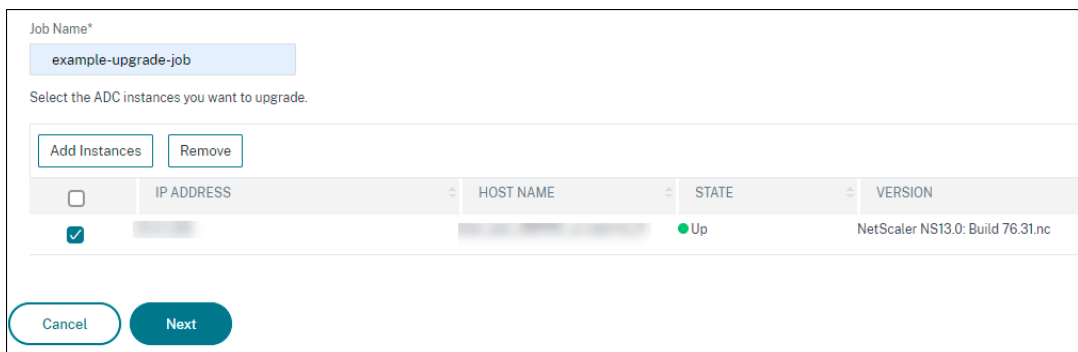 Job Name*
example-upgrade-job
Select the ADC instances you want to upgrade.
Add Instances Remove
IP ADDRESS HOST NAME STATE VERSION
Up NetScaler NS13.0: Build 76.31.nc
Cancel Next